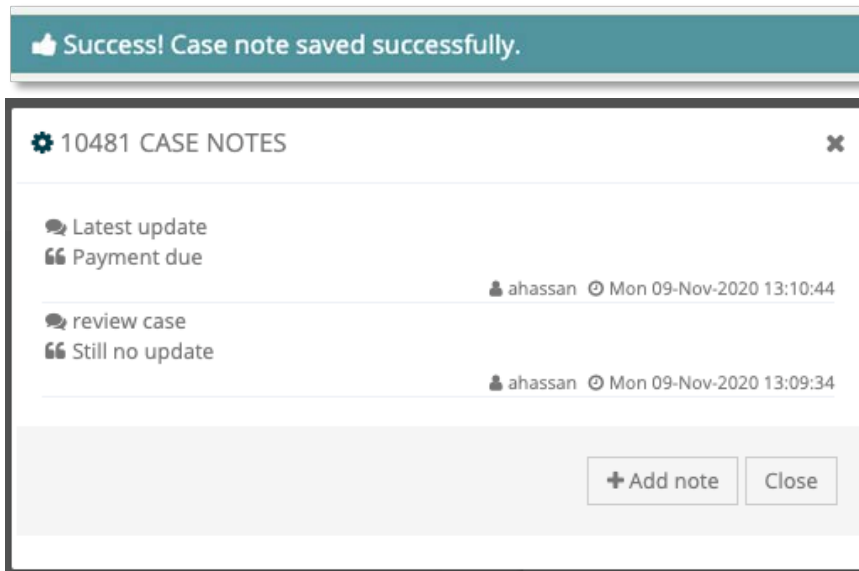 Success! Case note saved successfully.
10481 CASE NOTES
Latest update
Payment due
ahassan Mon 09-Nov-2020 13:10:44
review case
Still no update
ahassan Mon 09-Nov-2020 13:09:34
Add note Close